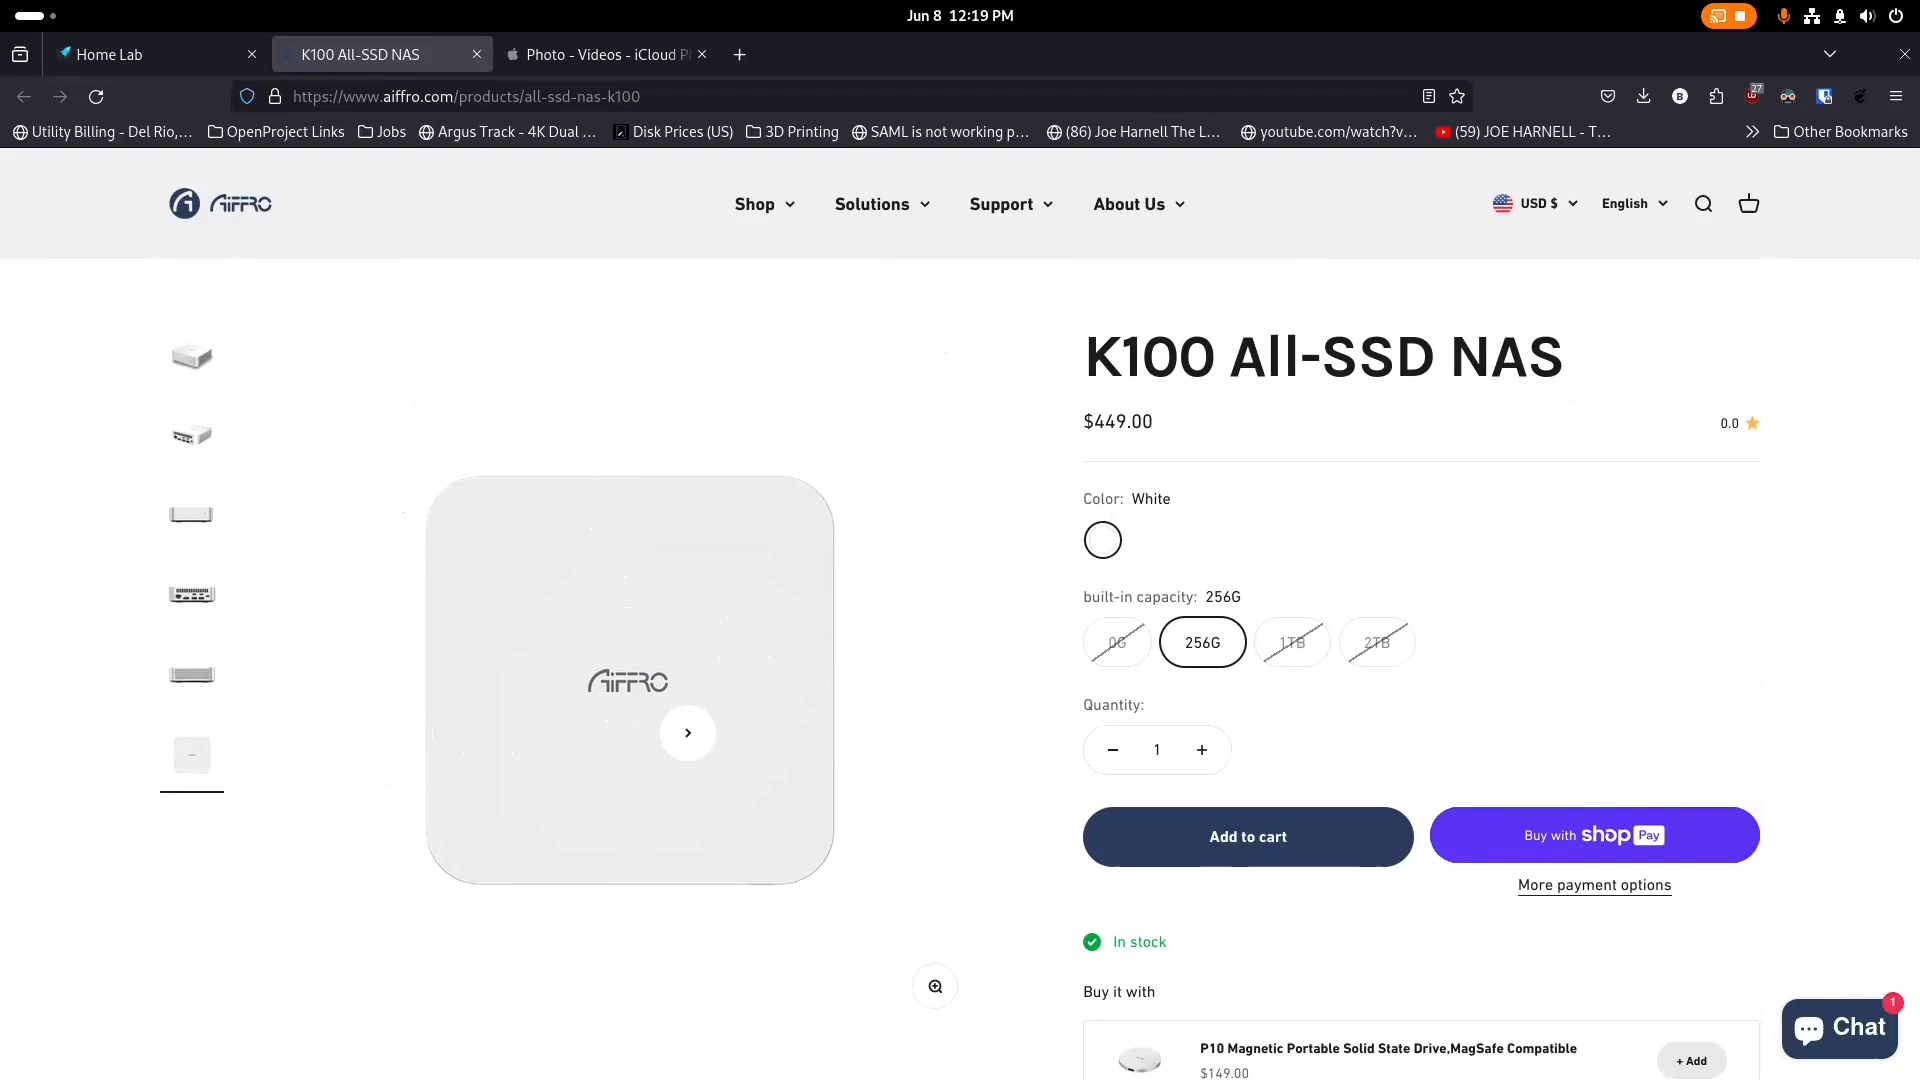 Jun 8 12:19 PM
Home Lab
K100 All-SSD NAS
Photo - Videos - iCloud P
https://www.aiffro.com/products/all-ssd-nas-k100
27
B
Utility Billing - Del Rio,...
OpenProject Links
Jobs
Argus Track - 4K Dual ...
Disk Prices (US)
3D Printing
SAML is not working p...
(86) Joe Harnell The L...
youtube.com/watch?v...
(59) JOE HARNELL - T...
Other Bookmarks
AIFFRO
Shop
Solutions
Support
About Us
USD $
English
K100 All-SSD NAS
$449.00
0.0
Color: White
built-in capacity: 256G
0G
256G
1TB
2TB
AIFFRO
Quantity:
1
Add to cart
Buy with shop Pay
More payment options
In stock
Buy it with
P10 Magnetic Portable Solid State Drive,MagSafe Compatible
$149.00
+ Add
Chat
1